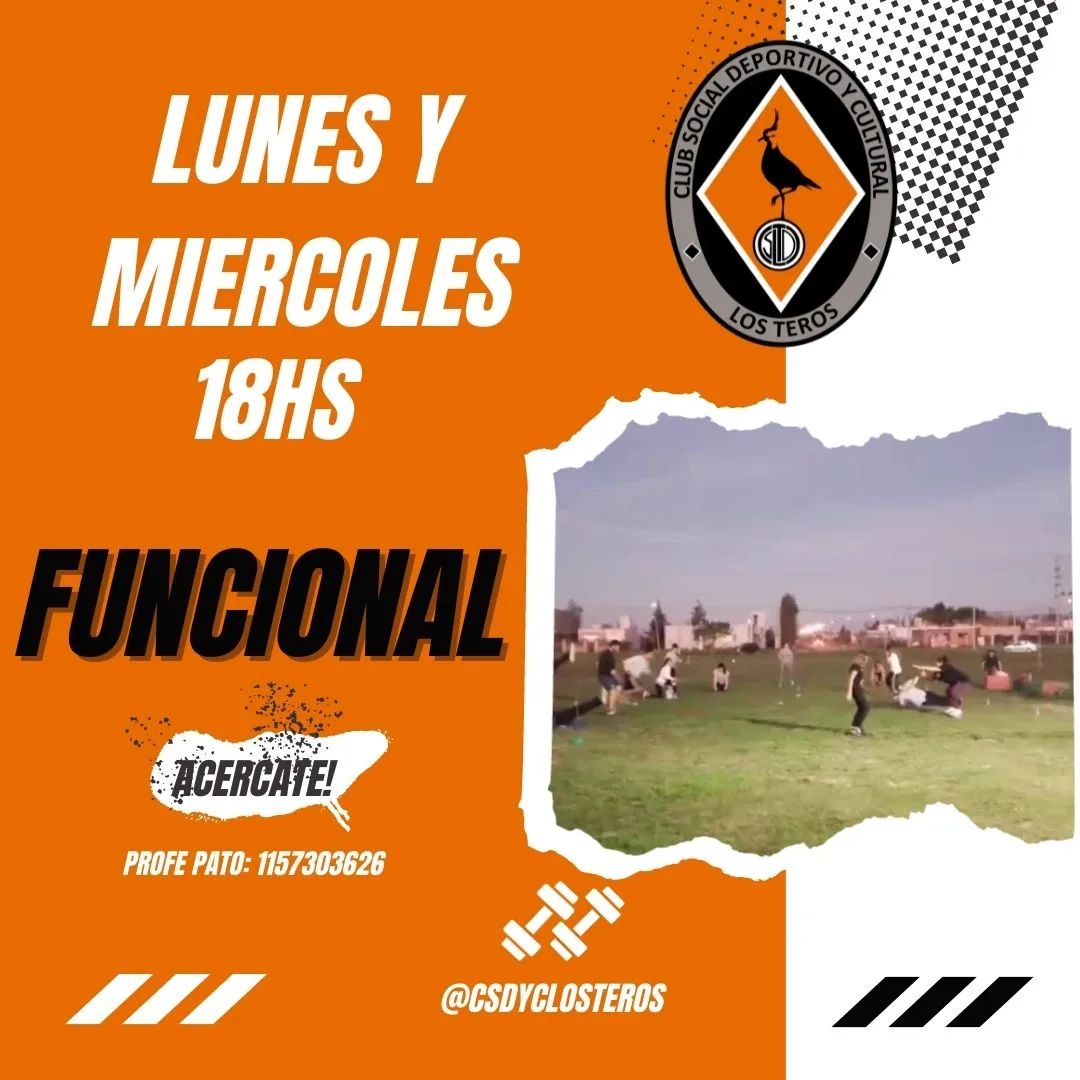 LUNES Y
MIERCOLES
18HS
CLUB SOCIAL DEPORTIVO Y CULTURAL
LOS TEROS
FUNCIONAL
ACERCATE!
PROFE PATO: 1157303626
@CSDYCLOSTEROS